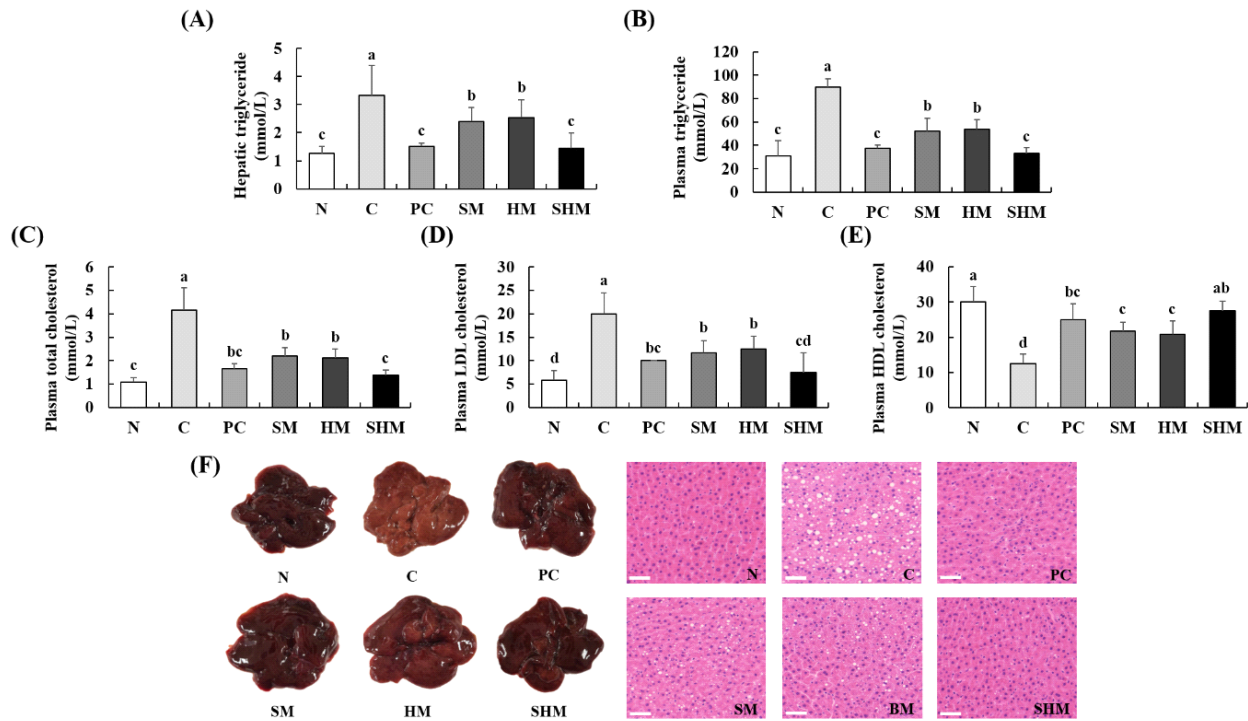 (A)
Hepatic triglyceride
(mmol/L)
5
4
3
2
1
0
c
a
c
b
b
c
N
C
PC
SM
HM
SHM
(B)
Plasma triglyceride
(mmol/L)
120
100
80
60
40
20
0
c
a
c
b
b
c
N
C
PC
SM
HM
SHM
(C)
Plasma total cholesterol
(mmol/L)
6
5
4
3
2
1
0
c
a
bc
b
b
c
N
C
PC
SM
HM
SHM
(D)
Plasma LDL cholesterol
(mmol/L)
30
25
20
15
10
5
0
d
a
bc
b
b
cd
N
C
PC
SM
HM
SHM
(E)
Plasma HDL cholesterol
(mmol/L)
40
30
20
10
0
a
d
bc
c
c
ab
N
C
PC
SM
HM
SHM
(F)
N
C
PC
SM
HM
SHM
N
C
PC
SM
BM
SHM